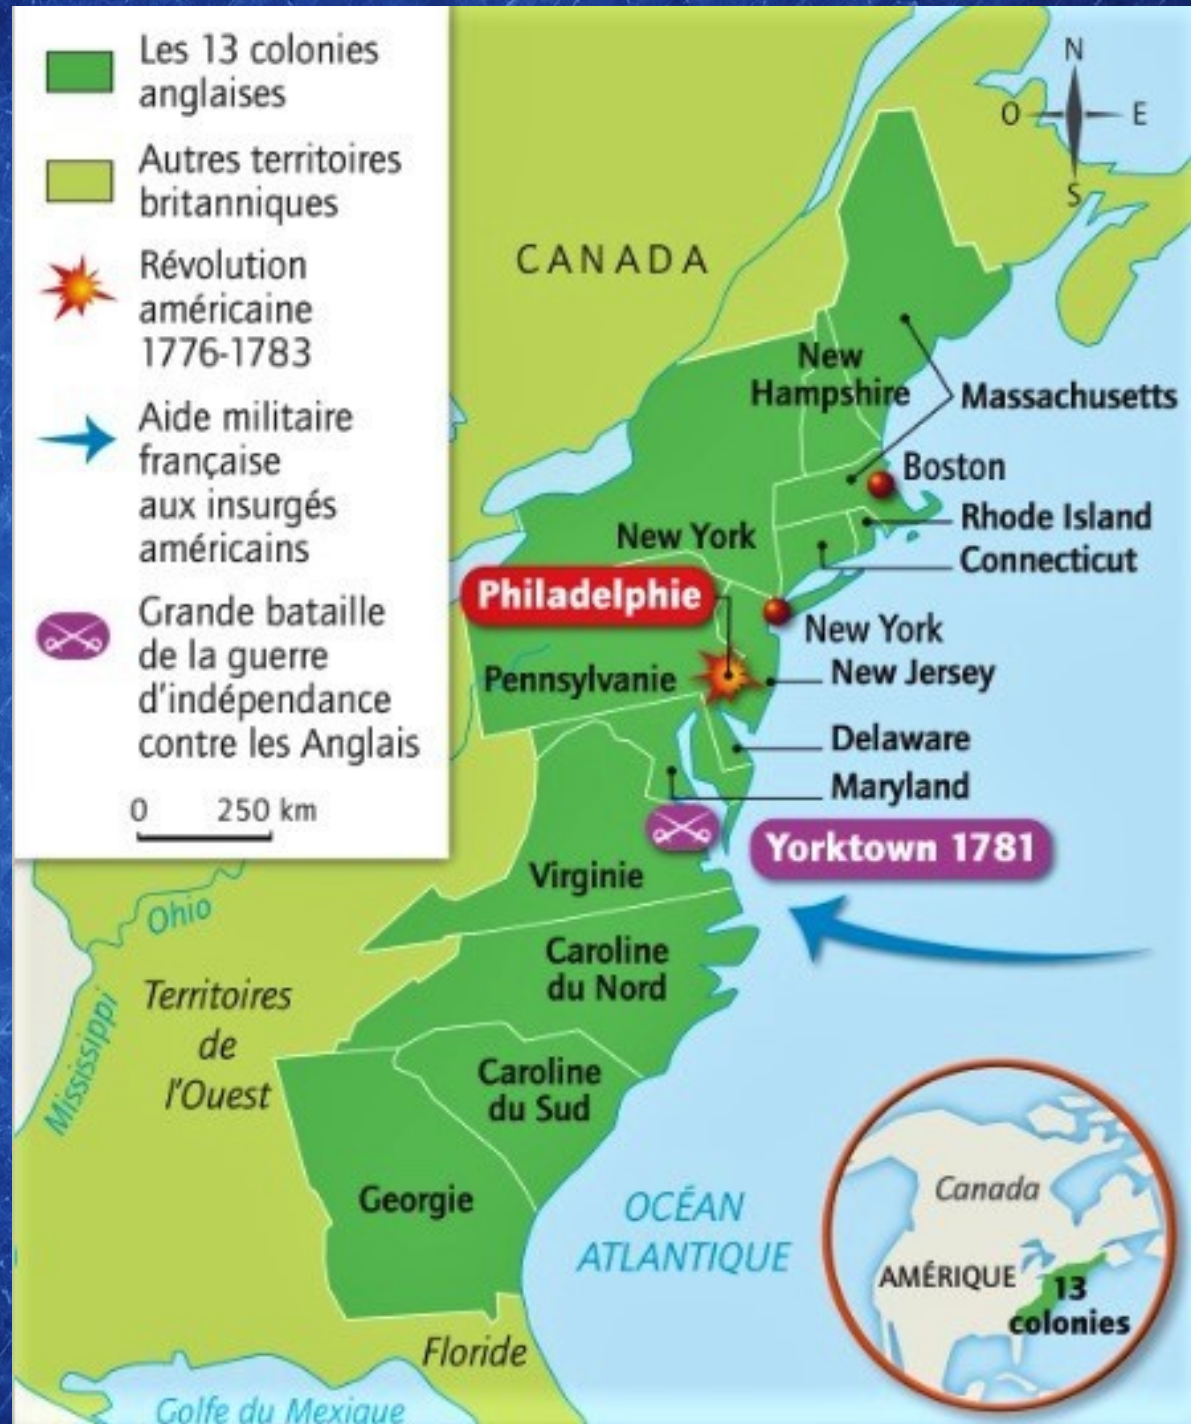 Les 13 colonies
anglaises
Autres territoires
britanniques
Révolution
américaine
1776-1783
Aide militaire
française
aux insurgés
américains
Grande bataille
de la guerre
d'indépendance
contre les Anglais
0 250 km
N
O E
S
CANADA
New
Hampshire
Massachusetts
Boston
Rhode Island
Connecticut
New York
Philadelphie
New York
Pennsylvanie
New Jersey
Delaware
Maryland
Yorktown 1781
Virginie
Ohio
Mississippi
Territoires
de
l'Ouest
Caroline
du Nord
Caroline
du Sud
Georgie
OCÉAN
ATLANTIQUE
Floride
Golfe du Mexique
Canada
AMÉRIQUE
13
colonies